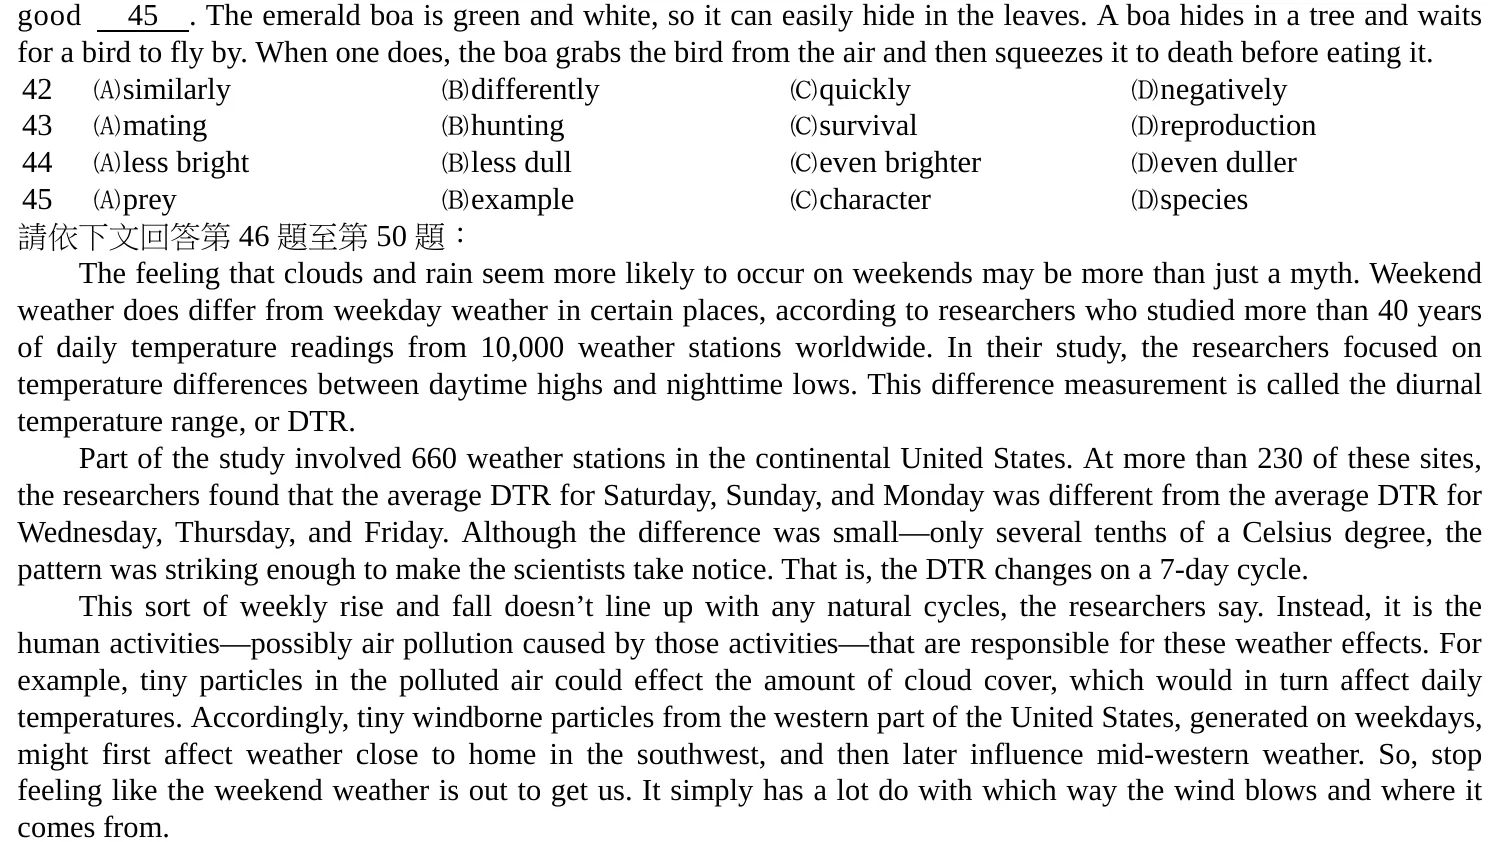 good 45 . The emerald boa is green and white, so it can easily hide in the leaves. A boa hides in a tree and waits
for a bird to fly by. When one does, the boa grabs the bird from the air and then squeezes it to death before eating it.
42 ⒜similarly ⒝differently ⒞quickly ⒟negatively
43 ⒜mating ⒝hunting ⒞survival ⒟reproduction
44 ⒜less bright ⒝less dull ⒞even brighter ⒟even duller
45 ⒜prey ⒝example ⒞character ⒟species
請依下文回答第 46 題至第 50 題：
The feeling that clouds and rain seem more likely to occur on weekends may be more than just a myth. Weekend
weather does differ from weekday weather in certain places, according to researchers who studied more than 40 years
of daily temperature readings from 10,000 weather stations worldwide. In their study, the researchers focused on
temperature differences between daytime highs and nighttime lows. This difference measurement is called the diurnal
temperature range, or DTR.
Part of the study involved 660 weather stations in the continental United States. At more than 230 of these sites,
the researchers found that the average DTR for Saturday, Sunday, and Monday was different from the average DTR for
Wednesday, Thursday, and Friday. Although the difference was small—only several tenths of a Celsius degree, the
pattern was striking enough to make the scientists take notice. That is, the DTR changes on a 7-day cycle.
This sort of weekly rise and fall doesn’t line up with any natural cycles, the researchers say. Instead, it is the
human activities—possibly air pollution caused by those activities—that are responsible for these weather effects. For
example, tiny particles in the polluted air could effect the amount of cloud cover, which would in turn affect daily
temperatures. Accordingly, tiny windborne particles from the western part of the United States, generated on weekdays,
might first affect weather close to home in the southwest, and then later influence mid-western weather. So, stop
feeling like the weekend weather is out to get us. It simply has a lot do with which way the wind blows and where it
comes from.